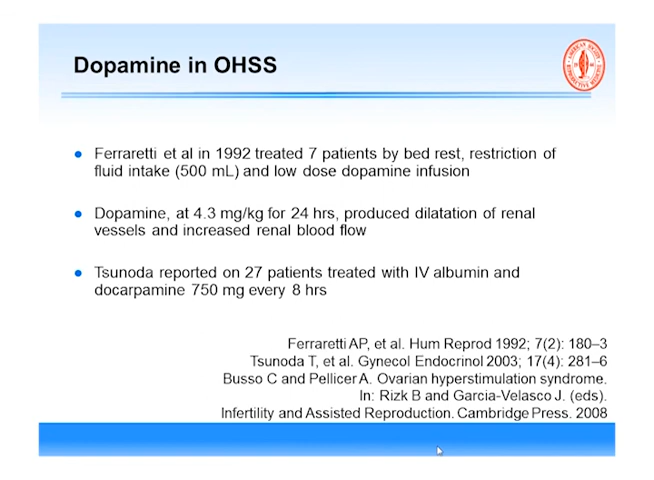 Dopamine in OHSS
Ferraretti et al in 1992 treated 7 patients by bed rest, restriction of
fluid intake (500 mL) and low dose dopamine infusion
Dopamine, at 4.3 mg/kg for 24 hrs, produced dilatation of renal
vessels and increased renal blood flow
Tsunoda reported on 27 patients treated with IV albumin and
docarpamine 750 mg every 8 hrs
Ferraretti AP, et al. Hum Reprod 1992; 7(2): 180–3
Tsunoda T, et al. Gynecol Endocrinol 2003; 17(4): 281–6
Busso C and Pellicer A. Ovarian hyperstimulation syndrome.
In: Rizk B and Garcia-Velasco J. (eds).
Infertility and Assisted Reproduction. Cambridge Press. 2008